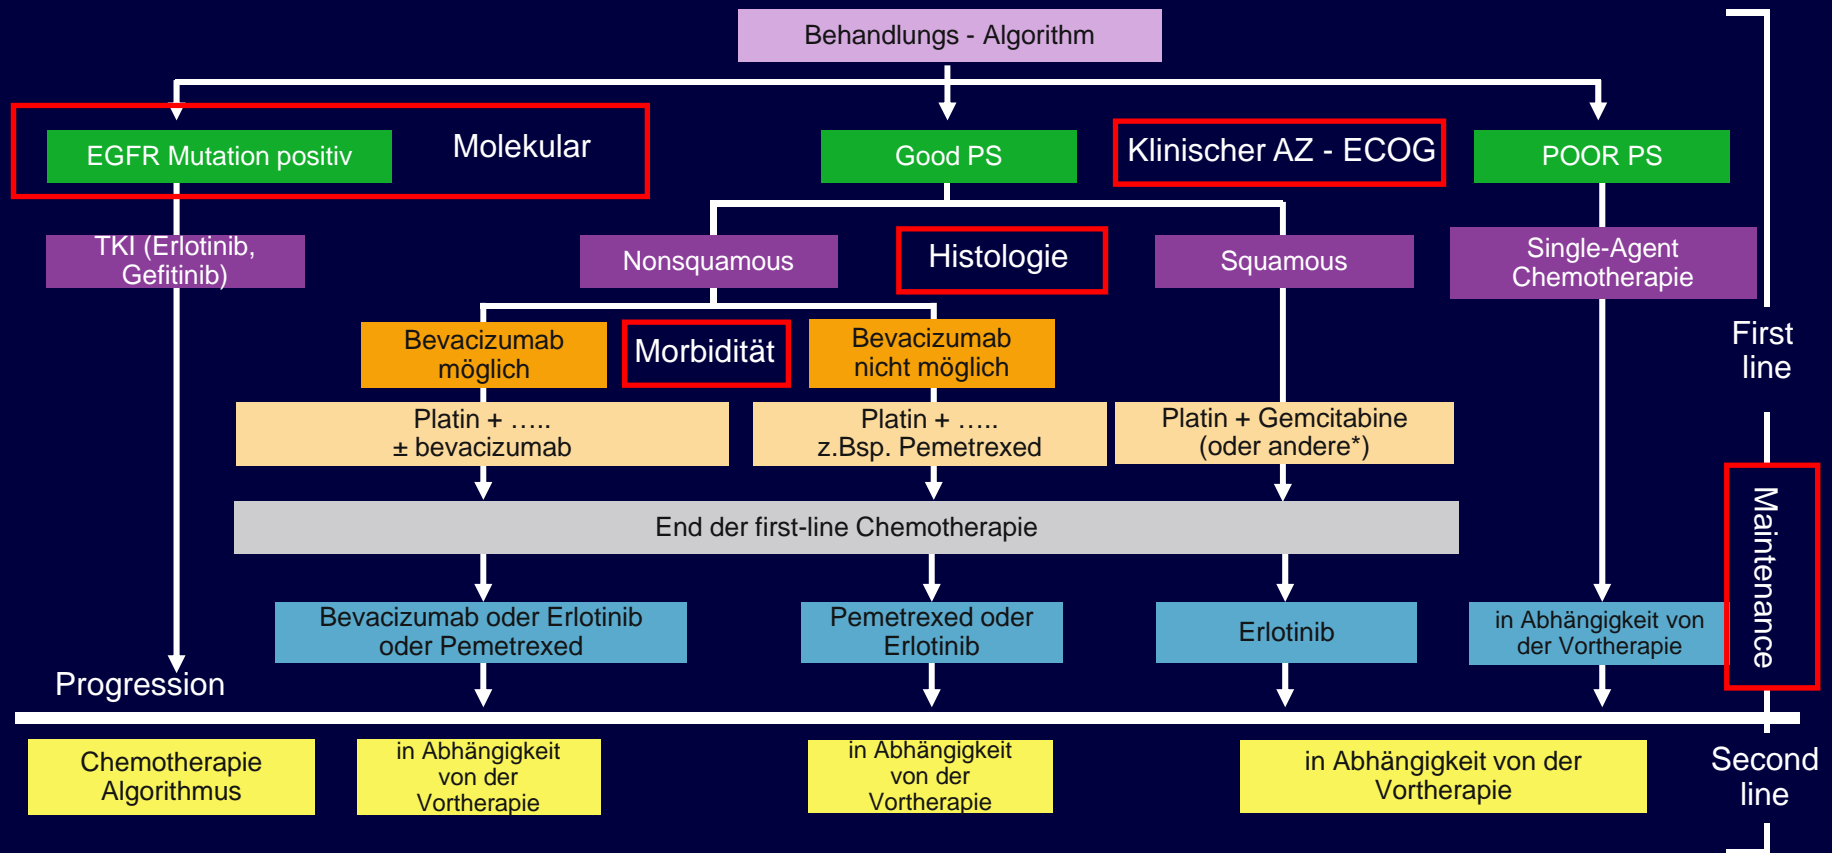 Behandlungs - Algorithm
EGFR Mutation positiv
Molekular
Good PS
Klinischer AZ - ECOG
POOR PS
TKI (Erlotinib,
Gefitinib)
Nonsquamous
Histologie
Squamous
Single-Agent
Chemotherapie
Bevacizumab
möglich
Morbidität
Bevacizumab
nicht möglich
First
line
Platin + …..
± bevacizumab
Platin + …..
z.Bsp. Pemetrexed
Platin + Gemcitabine
(oder andere*)
End der first-line Chemotherapie
Maintenance
Bevacizumab oder Erlotinib
oder Pemetrexed
Pemetrexed oder
Erlotinib
Erlotinib
in Abhängigkeit von
der Vortherapie
Progression
Chemotherapie
Algorithmus
in Abhängigkeit
von der
Vortherapie
in Abhängigkeit
von der
Vortherapie
in Abhängigkeit von der
Vortherapie
Second
line